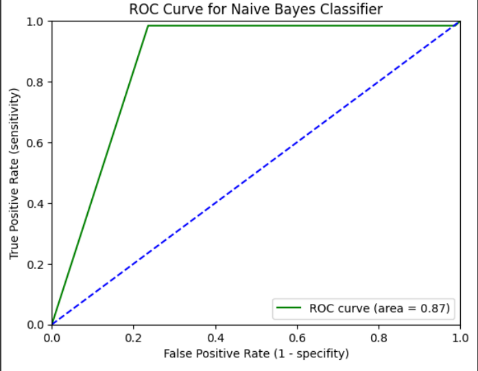 ROC Curve for Naive Bayes Classifier
1.0
0.8
0.6
0.4
0.2
0.0
True Positive Rate (sensitivity)
ROC curve (area = 0.87)
0.0 0.2 0.4 0.6 0.8 1.0
False Positive Rate (1 - specifity)